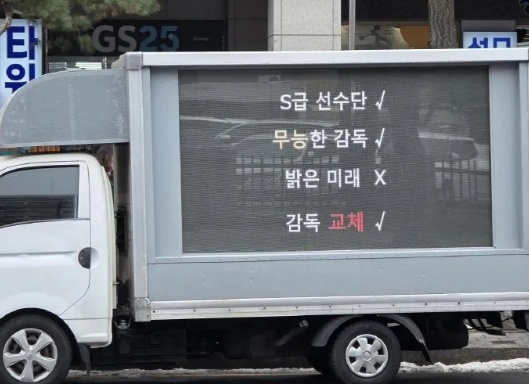 GS25
타워
S급 선수단 √
무능한 감독 √
밝은 미래 X
감독 교체 √